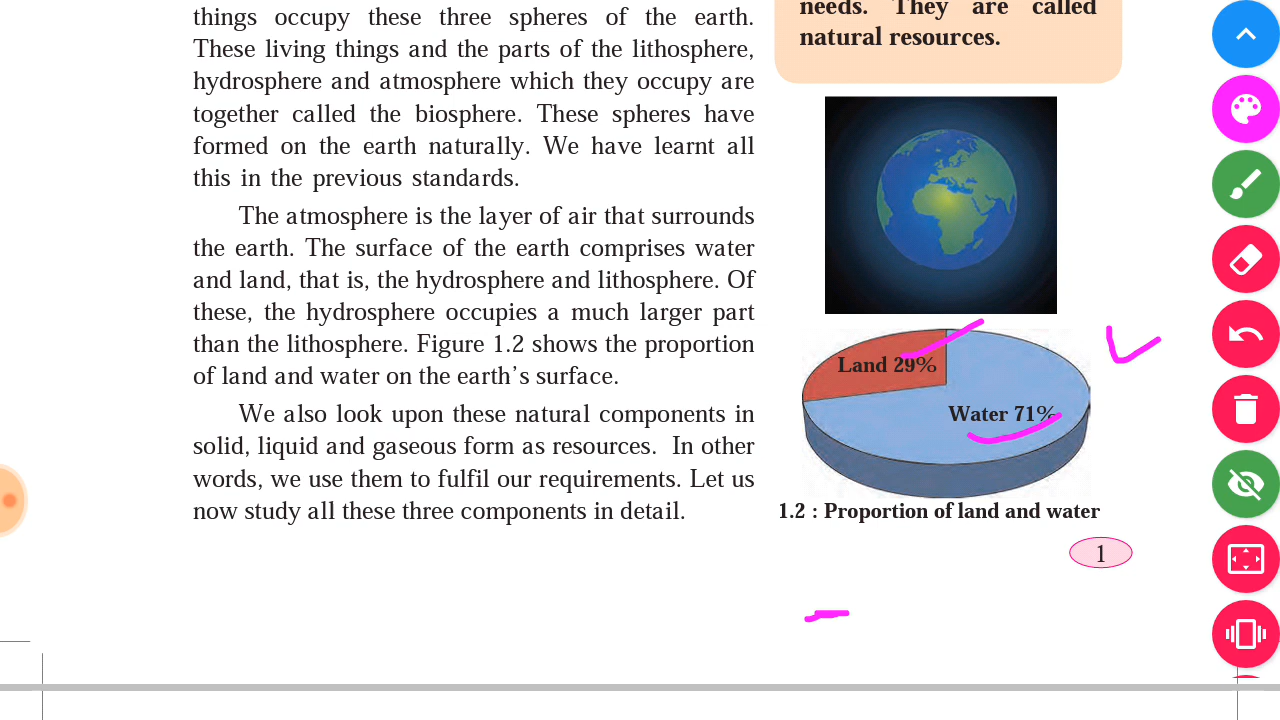 things occupy these three spheres of the earth.
These living things and the parts of the lithosphere,
hydrosphere and atmosphere which they occupy are
together called the biosphere. These spheres have
formed on the earth naturally. We have learnt all
this in the previous standards.
The atmosphere is the layer of air that surrounds
the earth. The surface of the earth comprises water
and land, that is, the hydrosphere and lithosphere. Of
these, the hydrosphere occupies a much larger part
than the lithosphere. Figure 1.2 shows the proportion
of land and water on the earth's surface.
We also look upon these natural components in
solid, liquid and gaseous form as resources. In other
words, we use them to fulfil our requirements. Let us
now study all these three components in detail.
needs. They are called
natural resources.
Land 29%
Water 71%
1.2 : Proportion of land and water
1